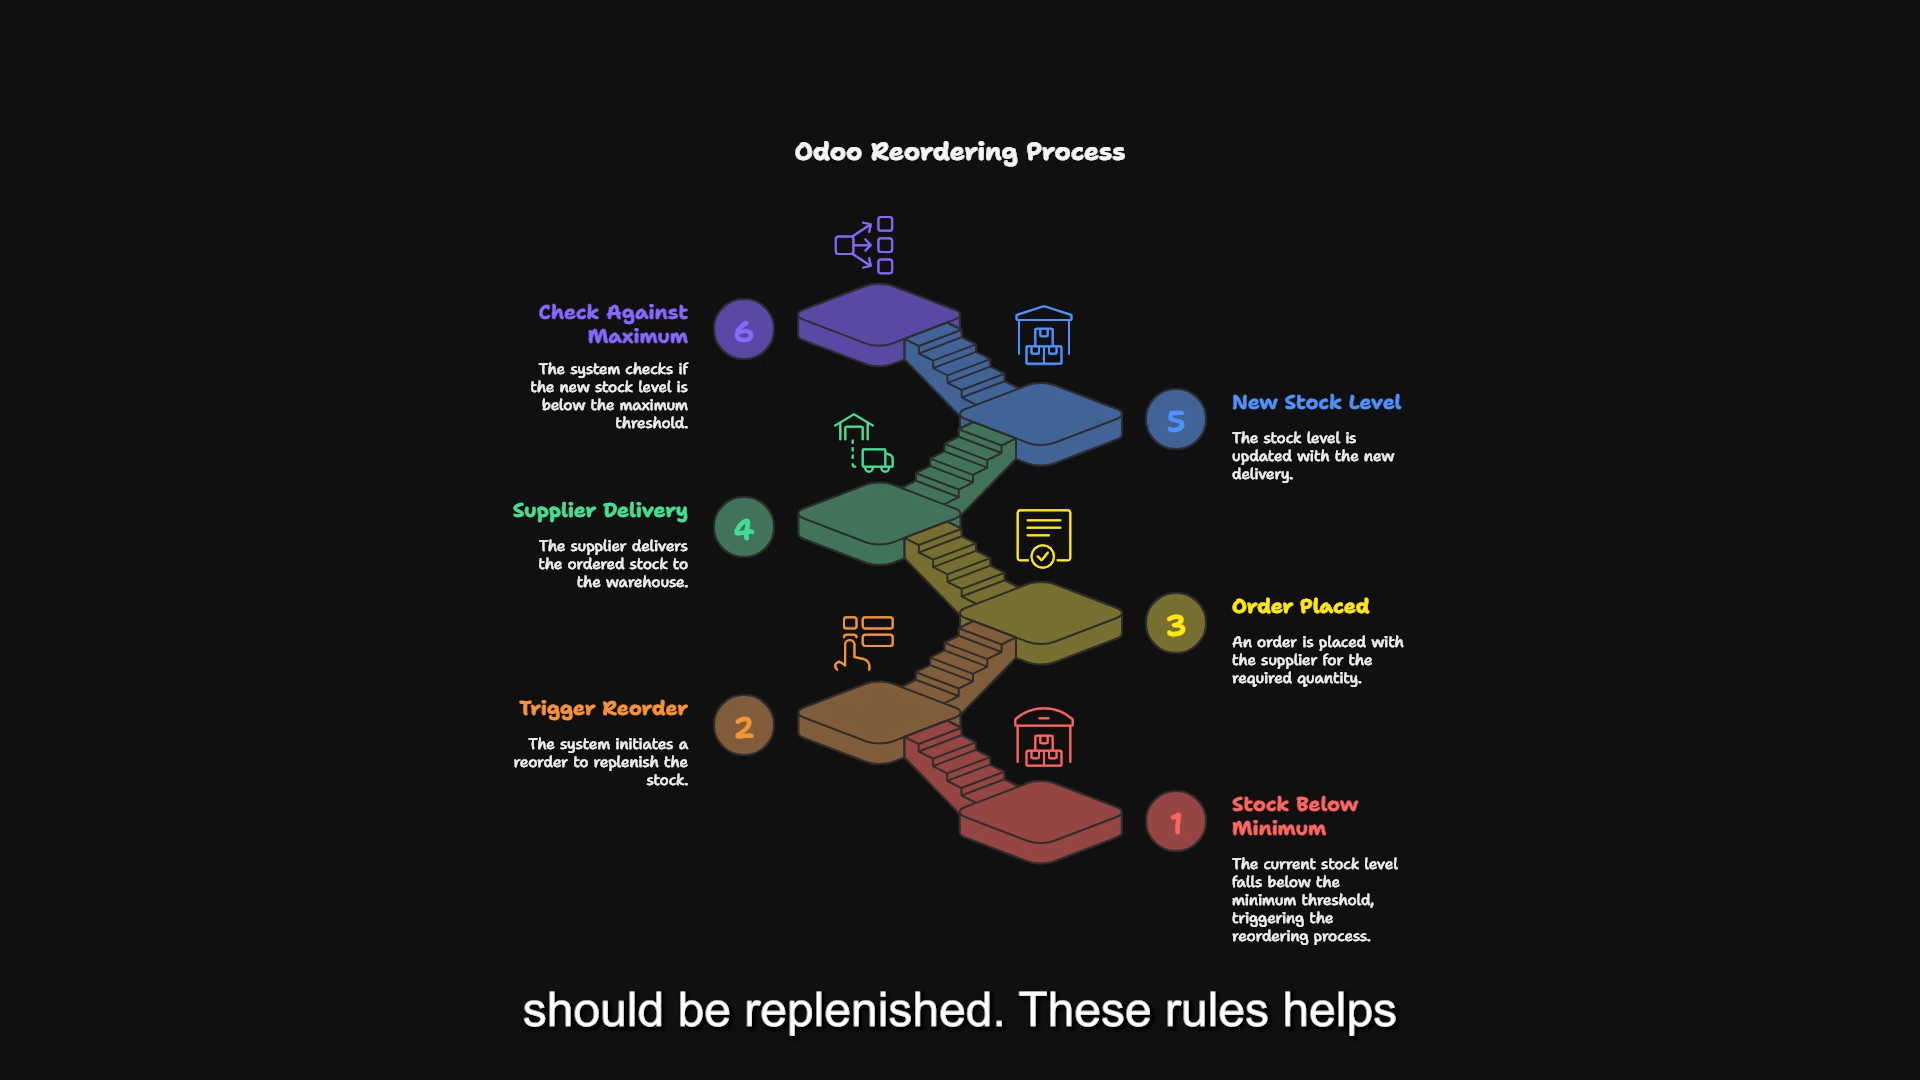 Odoo Reordering Process
Check Against
Maximum
6
The system checks if
the new stock level is
below the maximum
threshold.
5
New Stock Level
The stock level is
updated with the new
delivery.
Supplier Delivery
4
The supplier delivers
the ordered stock to
the warehouse.
3
Order Placed
An order is placed with
the supplier for the
required quantity.
Trigger Reorder
2
The system initiates a
reorder to replenish the
stock.
1
Stock Below
Minimum
The current stock level
falls below the
minimum threshold,
triggering the
reordering process.
should be replenished. These rules helps